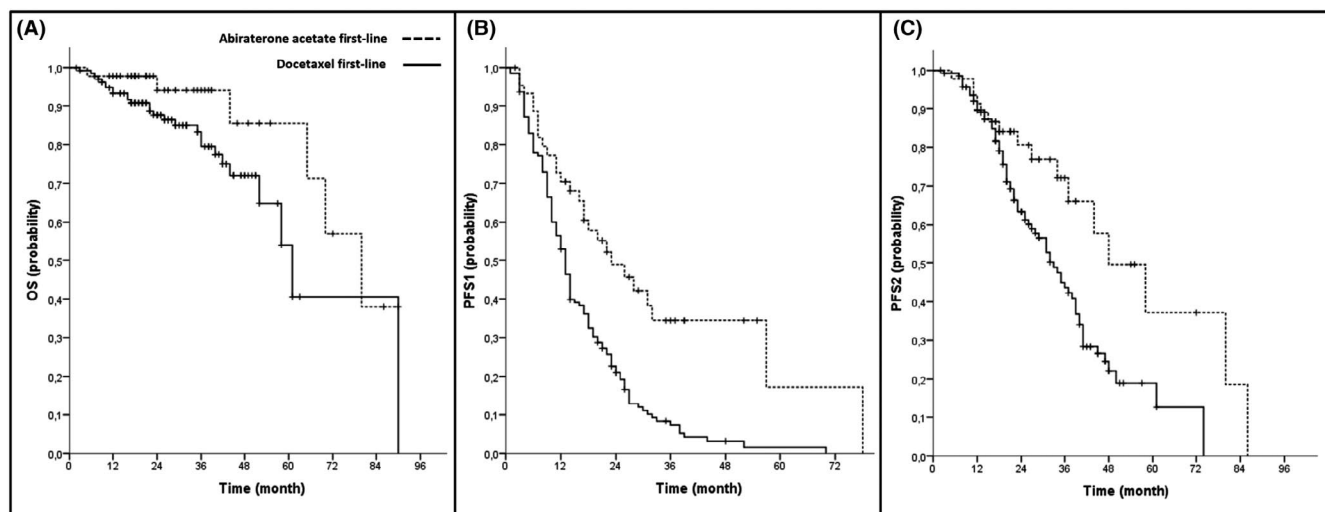 (A)
Abiraterone acetate first-line
Docetaxel first-line
OS (probability)
1,0
0,9
0,8
0,7
0,6
0,5
0,4
0,3
0,2
0,1
0,0
0 12 24 36 48 60 72 84 96
Time (month)
(B)
PFS1 (probability)
1,0
0,9
0,8
0,7
0,6
0,5
0,4
0,3
0,2
0,1
0,0
0 12 24 36 48 60 72
Time (month)
(C)
PFS2 (probability)
1,0
0,9
0,8
0,7
0,6
0,5
0,4
0,3
0,2
0,1
0,0
0 12 24 36 48 60 72 84 96
Time (month)